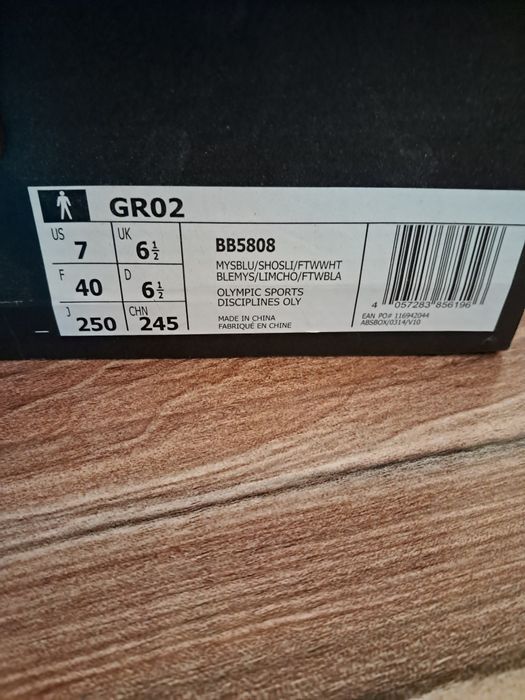 GR02
US 7 UK 6½
F 40 D 6½
J 250 CHN 245
BB5808
MYSBLU/SHOSLI/FTWWHT
BLEMYS/LIMCHO/FTWBLA
OLYMPIC SPORTS
DISCIPLINES OLY
MADE IN CHINA
FABRIQUÉ EN CHINE
4 057283 856196
EAN PO# 116942044
ABSBOX/0314/V10